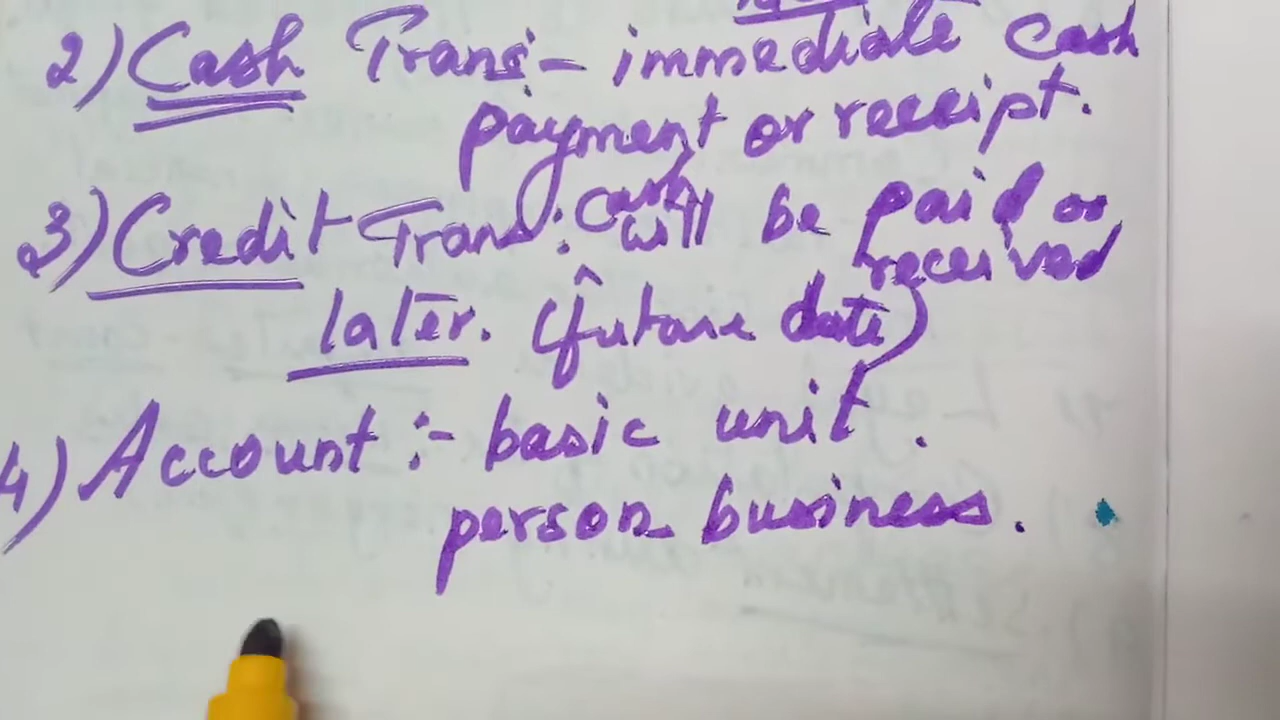 2) Cash Trans - immediate cash
payment or receipt.
3) Credit Trans : cash will be paid or received
later. (future date)
4) Account :- basic unit.
person business.